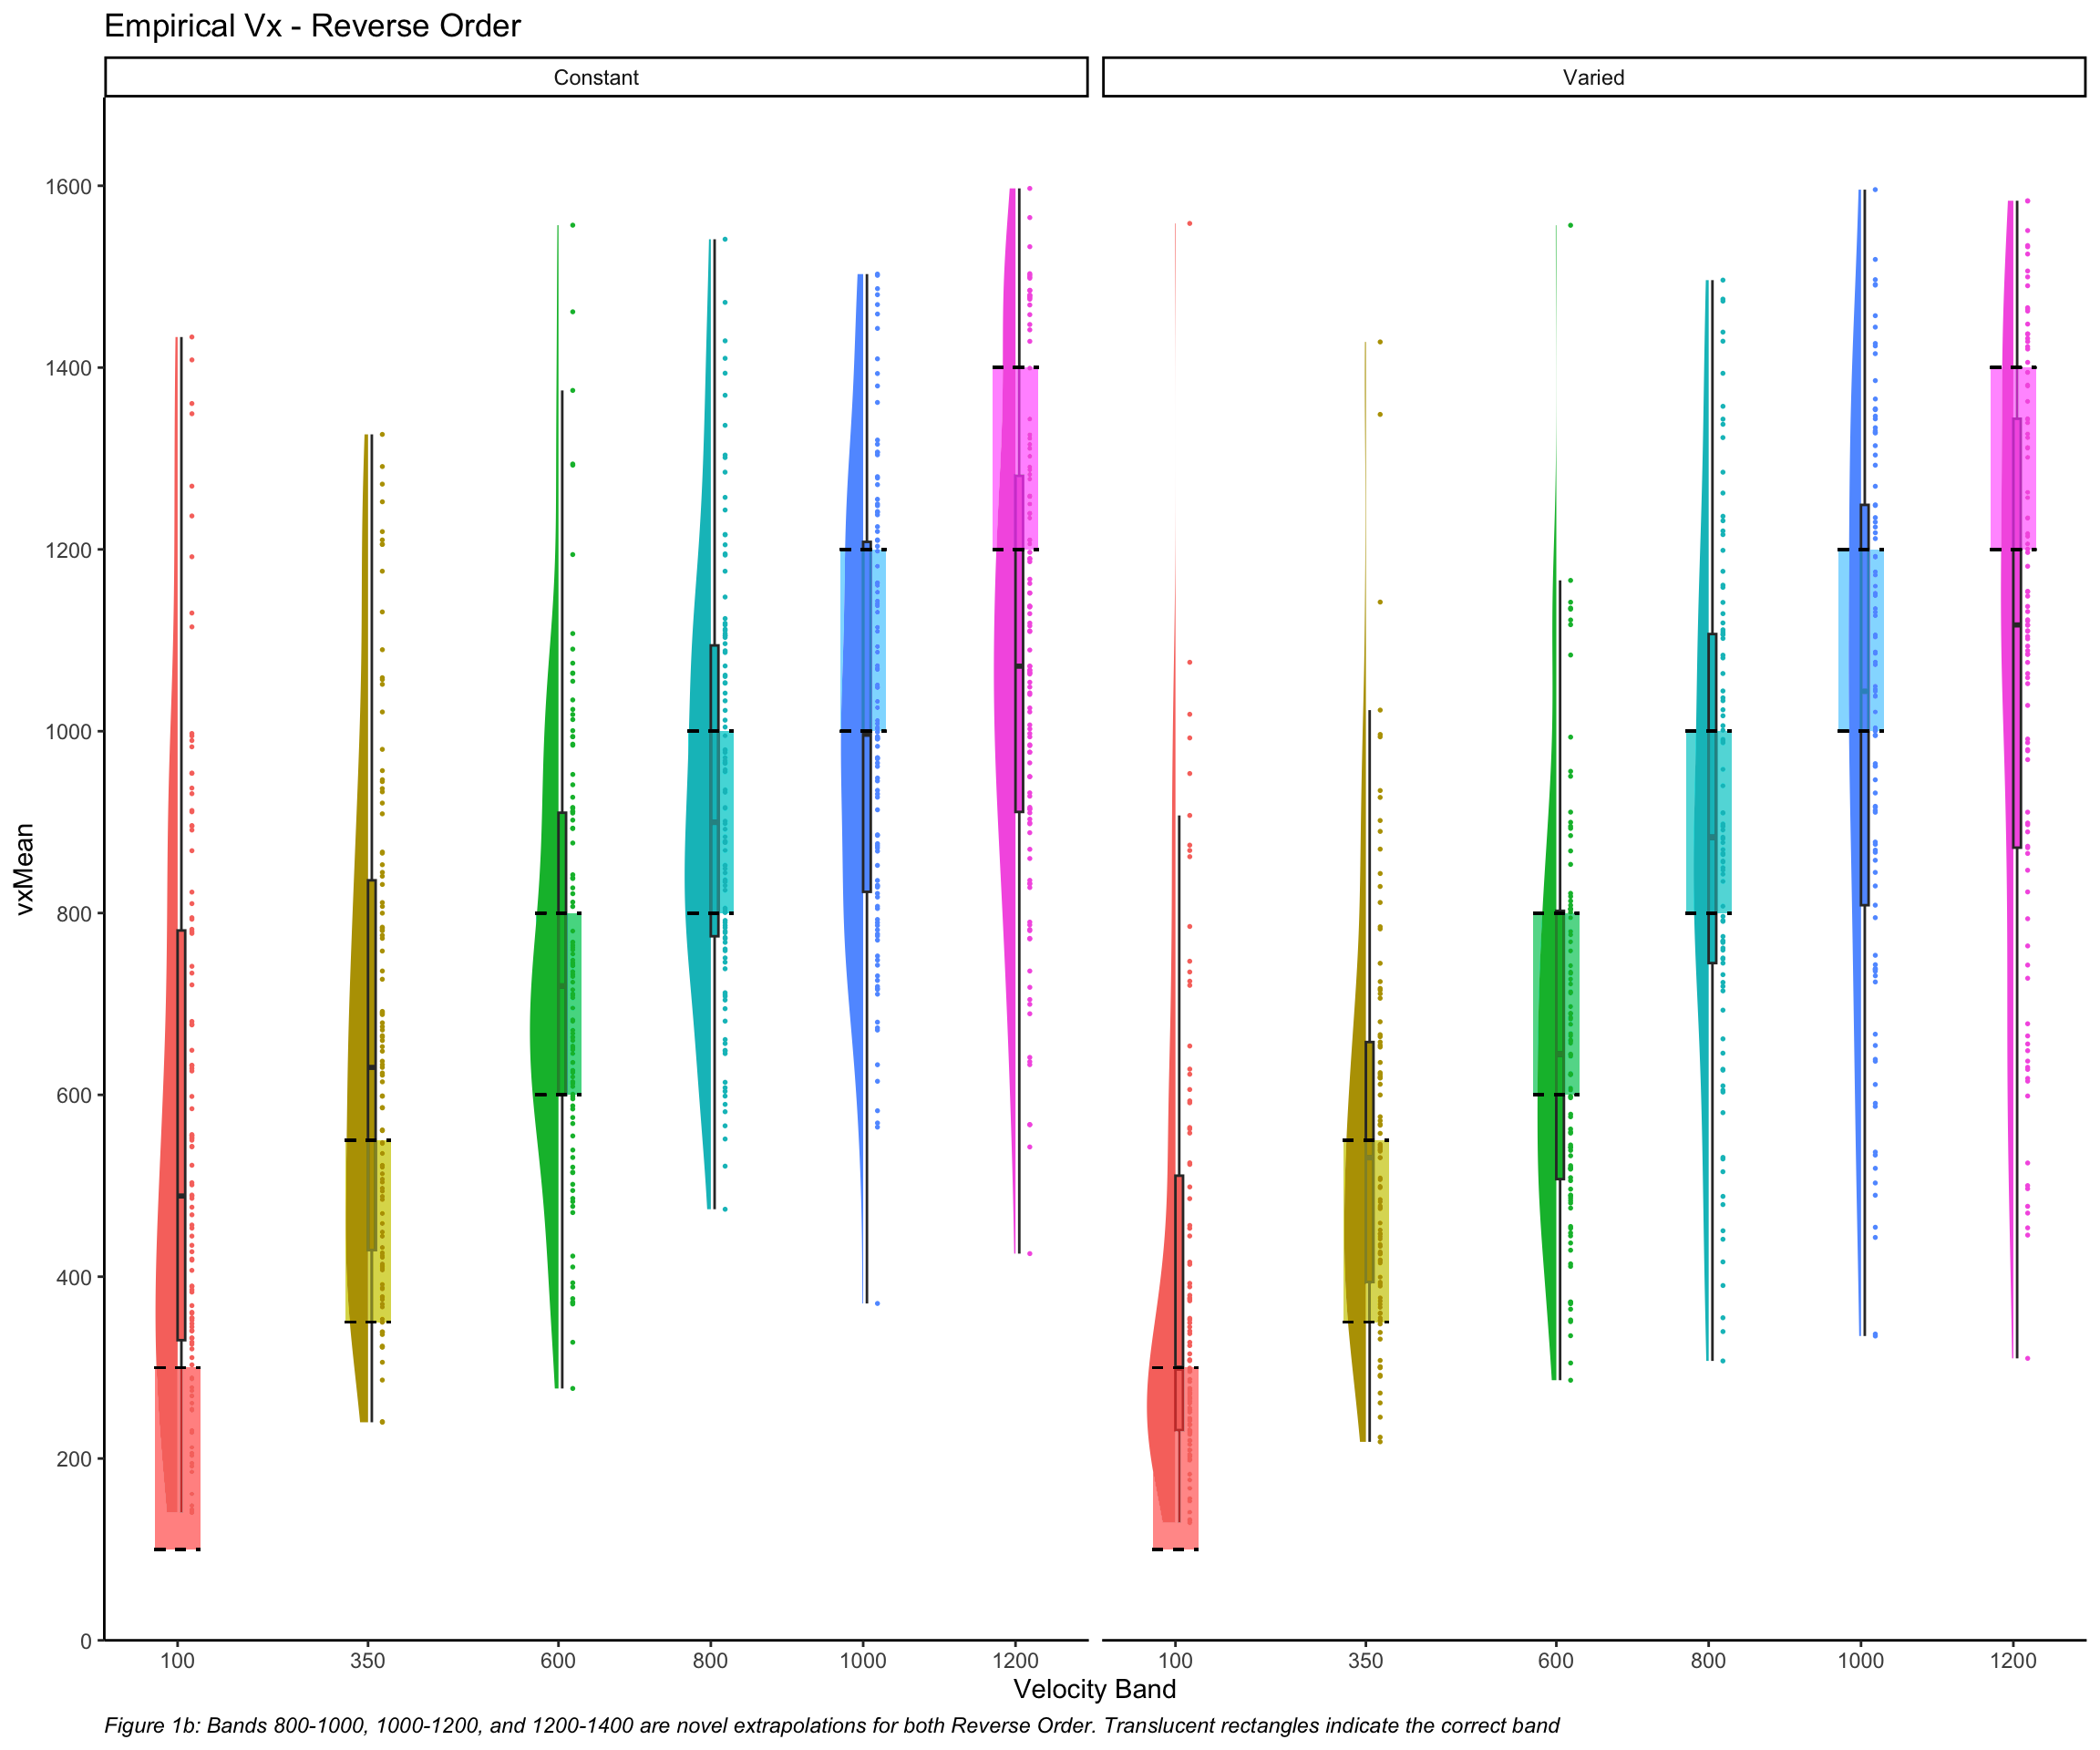 Empirical Vx - Reverse Order
Constant
Varied
vxMean
1600
1400
1200
1000
800
600
400
200
0
100 350 600 800 1000 1200
100 350 600 800 1000 1200
Velocity Band
Figure 1b: Bands 800-1000, 1000-1200, and 1200-1400 are novel extrapolations for both Reverse Order. Translucent rectangles indicate the correct band